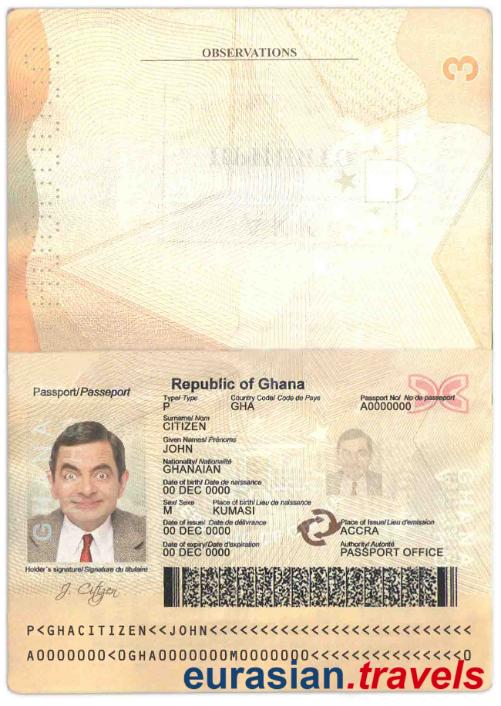 OBSERVATIONS
3
Passport/Passeport
Republic of Ghana
Type/ Type Country Code/ Code de Pays Passport No/ No de passeport
P GHA A0000000
Surname/ Nom
CITIZEN
Given Names/ Prénoms
JOHN
Nationality/ Nationalité
GHANAIAN
Date of birth/ Date de naissance
00 DEC 0000
Sex/ Sexe Place of birth/ Lieu de naissance
M KUMASI
Date of issue/ Date de délivrance Place of Issue/ Lieu d'emission
00 DEC 0000 ACCRA
Date of expiry/ Date d'expiration Authority/ Autorité
00 DEC 0000 PASSPORT OFFICE
GHANA
Holder's signature/ Signature du titulaire
J. Citizen
P<GHACITIZEN<<JOHN<<<<<<<<<<<<<<<<<<<<<<<<<<
A0000000<0GHA0000000M0000000<<<<<<<<<<<<<<<0
eurasian.travels